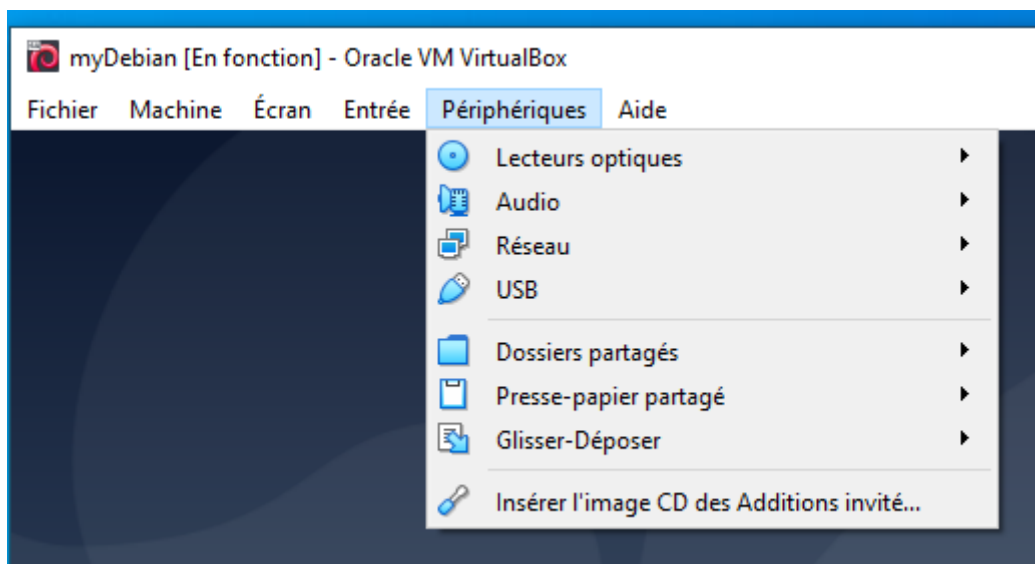 myDebian [En fonction] - Oracle VM VirtualBox
Fichier Machine Écran Entrée Périphériques Aide
Lecteurs optiques
Audio
Réseau
USB
Dossiers partagés
Presse-papier partagé
Glisser-Déposer
Insérer l'image CD des Additions invité...